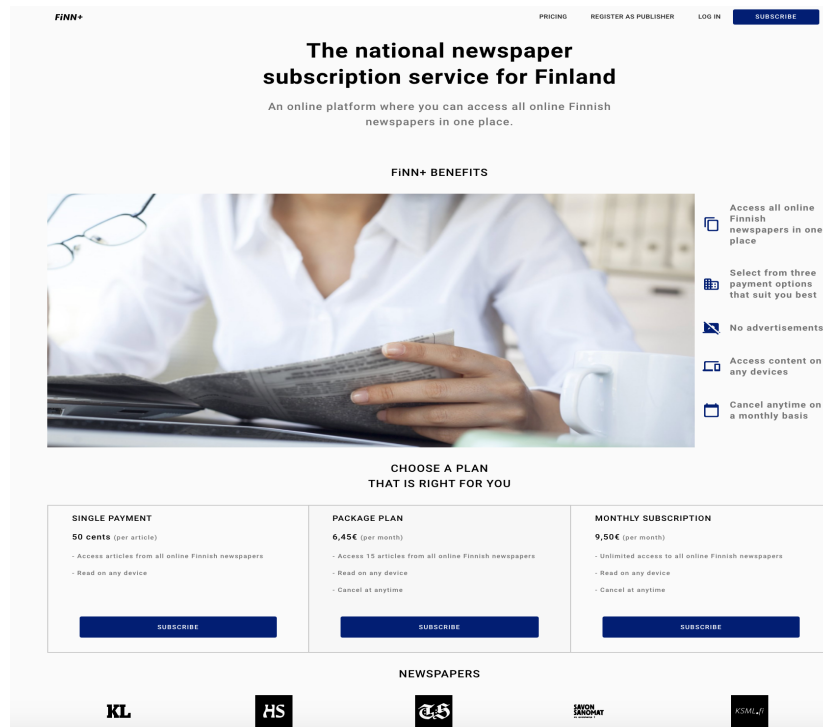 FiNN+
PRICING
REGISTER AS PUBLISHER
LOG IN
SUBSCRIBE
The national newspaper
subscription service for Finland
An online platform where you can access all online Finnish
newspapers in one place.
FiNN+ BENEFITS
Access all online
Finnish
newspapers in one
place
Select from three
payment options
that suit you best
No advertisements
Access content on
any devices
Cancel anytime on
a monthly basis
CHOOSE A PLAN
THAT IS RIGHT FOR YOU
SINGLE PAYMENT
50 cents (per article)
- Access articles from all online Finnish newspapers
- Read on any device
SUBSCRIBE
PACKAGE PLAN
6,45€ (per month)
- Access 15 articles from all online Finnish newspapers
- Read on any device
- Cancel at anytime
SUBSCRIBE
MONTHLY SUBSCRIPTION
9,50€ (per month)
- Unlimited access to all online Finnish newspapers
- Read on any device
- Cancel at anytime
SUBSCRIBE
NEWSPAPERS
KL
HS
TS
SAVON
SANOMAT
KSML.fi